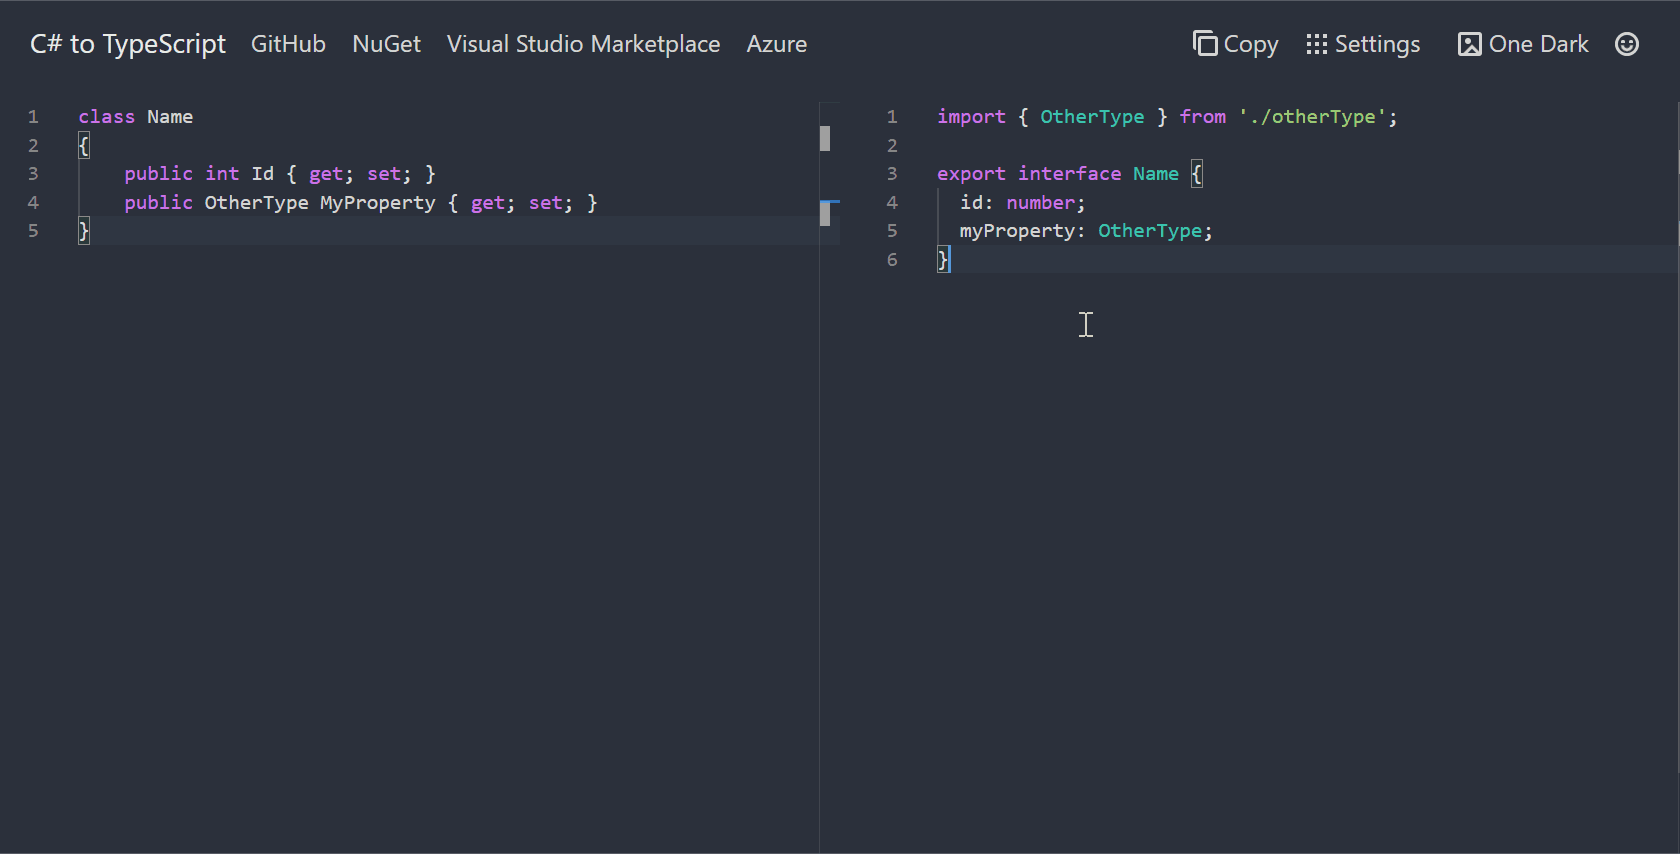 C# to TypeScript GitHub NuGet Visual Studio Marketplace Azure Copy Settings One Dark
1 class Name
2 {
3     public int Id { get; set; }
4     public OtherType MyProperty { get; set; }
5 }
1 import { OtherType } from './otherType';
2
3 export interface Name {
4   id: number;
5   myProperty: OtherType;
6 }